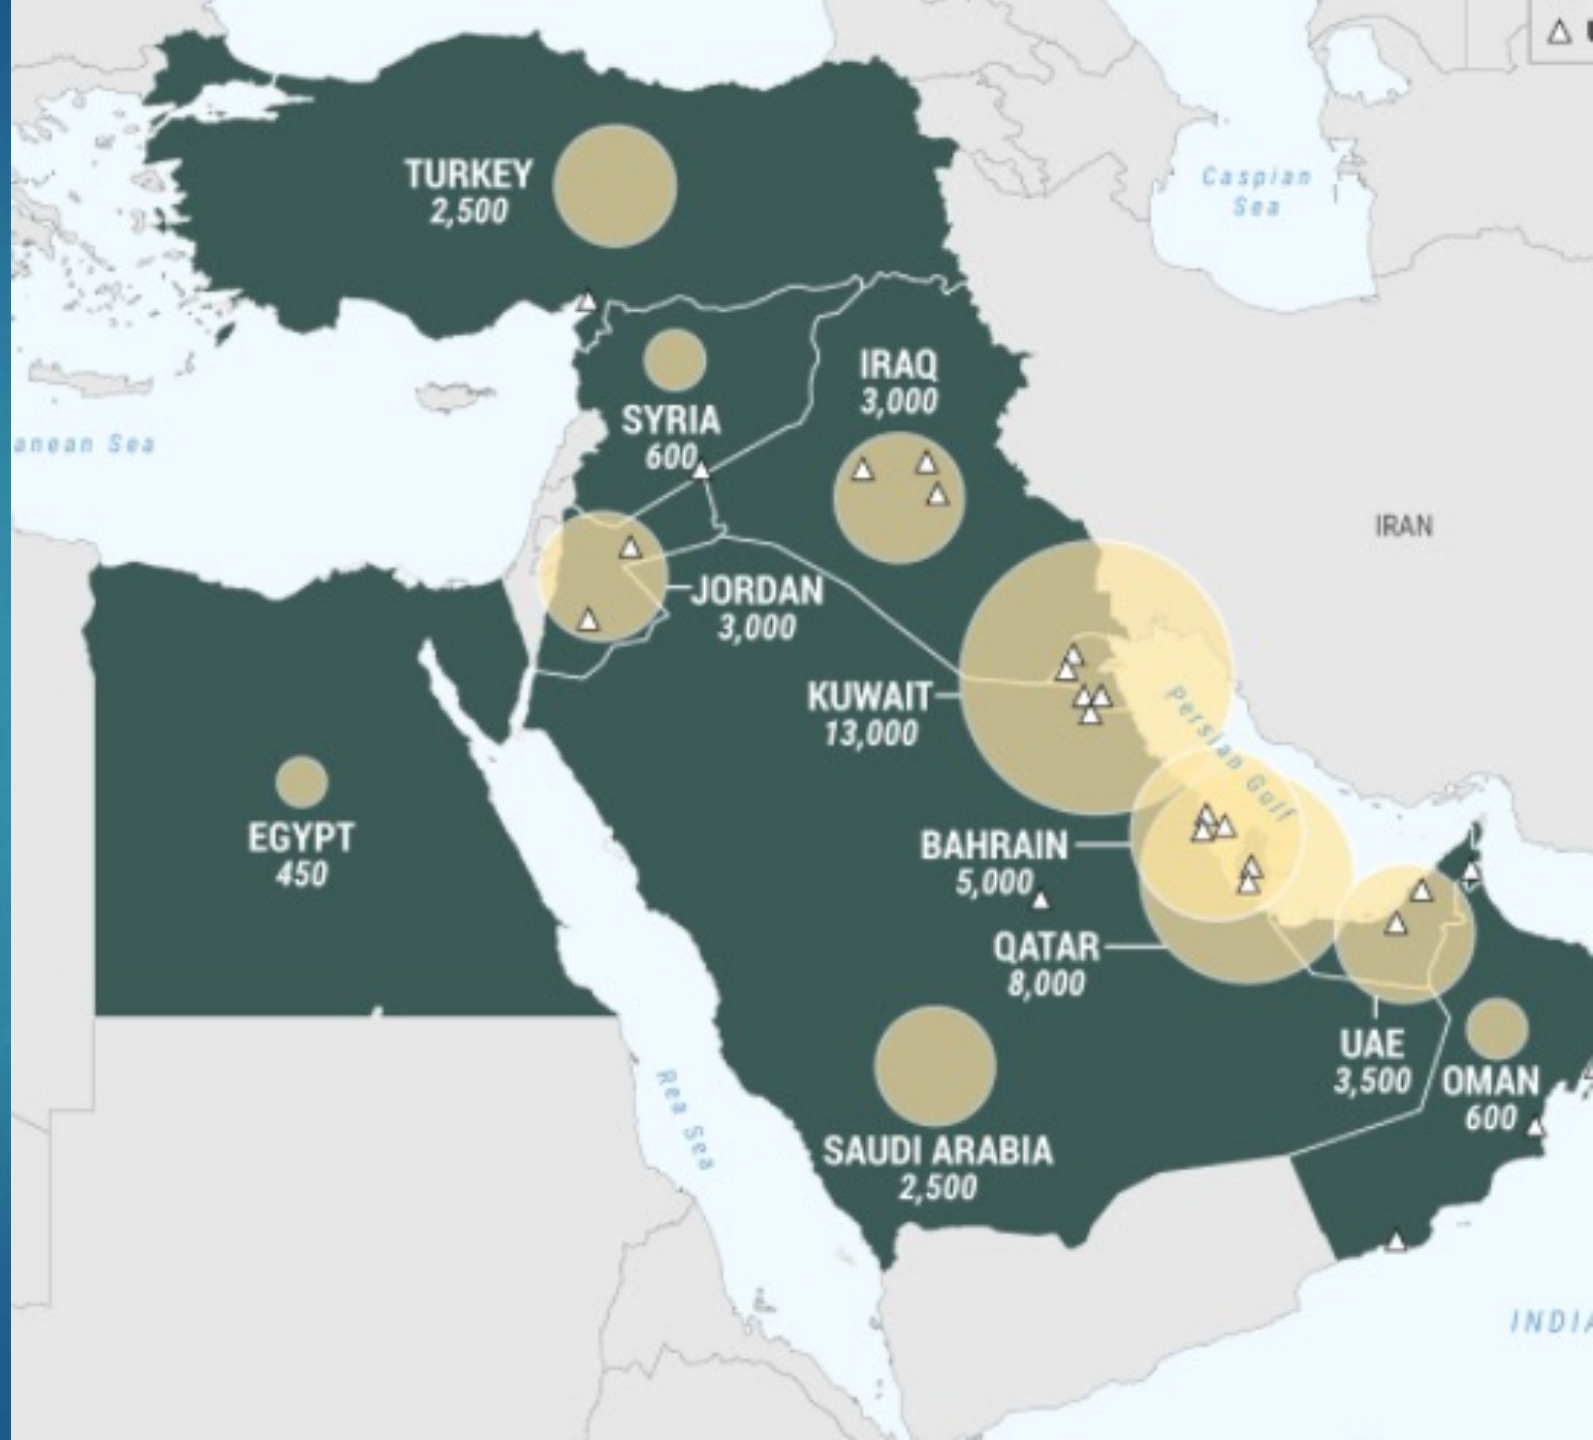 TURKEY
2,500
Caspian
Sea
SYRIA
600
IRAQ
3,000
anean Sea
IRAN
JORDAN
3,000
KUWAIT
13,000
Persian Gulf
EGYPT
450
BAHRAIN
5,000
QATAR
8,000
UAE
3,500
OMAN
600
SAUDI ARABIA
2,500
Rea Sea
INDIA